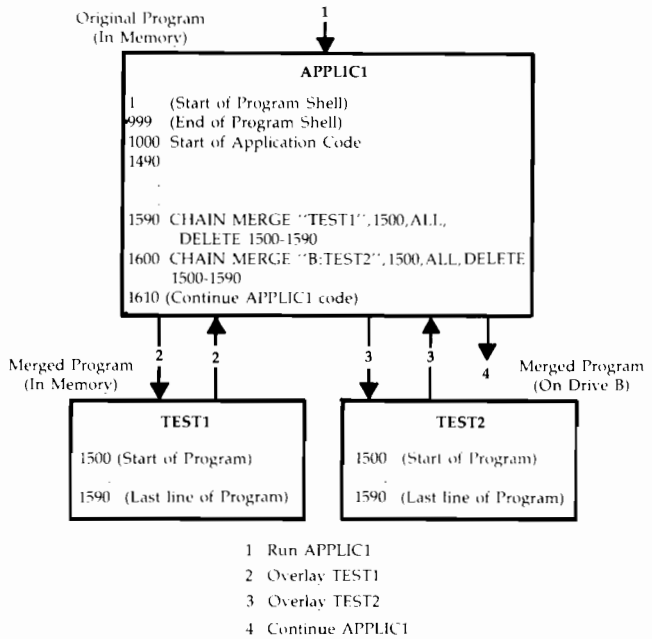 Original Program
(In Memory)
1
APPLIC1
1 (Start of Program Shell)
999 (End of Program Shell)
1000 Start of Application Code
1490
.
1590 CHAIN MERGE "TEST1",1500,ALL,
DELETE 1500-1590
1600 CHAIN MERGE "B:TEST2",1500,ALL,DELETE
1500-1590
1610 (Continue APPLIC1 code)
2 2 3 3 4
Merged Program
(In Memory)
Merged Program
(On Drive B)
TEST1
1500 (Start of Program)
.
1590 (Last line of Program)
TEST2
1500 (Start of Program)
.
1590 (Last line of Program)
1 Run APPLIC1
2 Overlay TEST1
3 Overlay TEST2
4 Continue APPLIC1